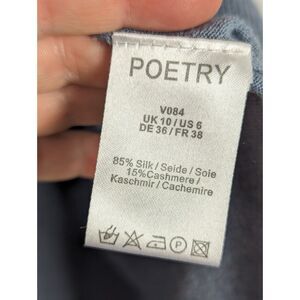 POETRY
V084
UK 10 / US 6
DE 36 / FR 38
85% Silk / Seide / Soie
15%Cashmere /
Kaschmir / Cachemire
P